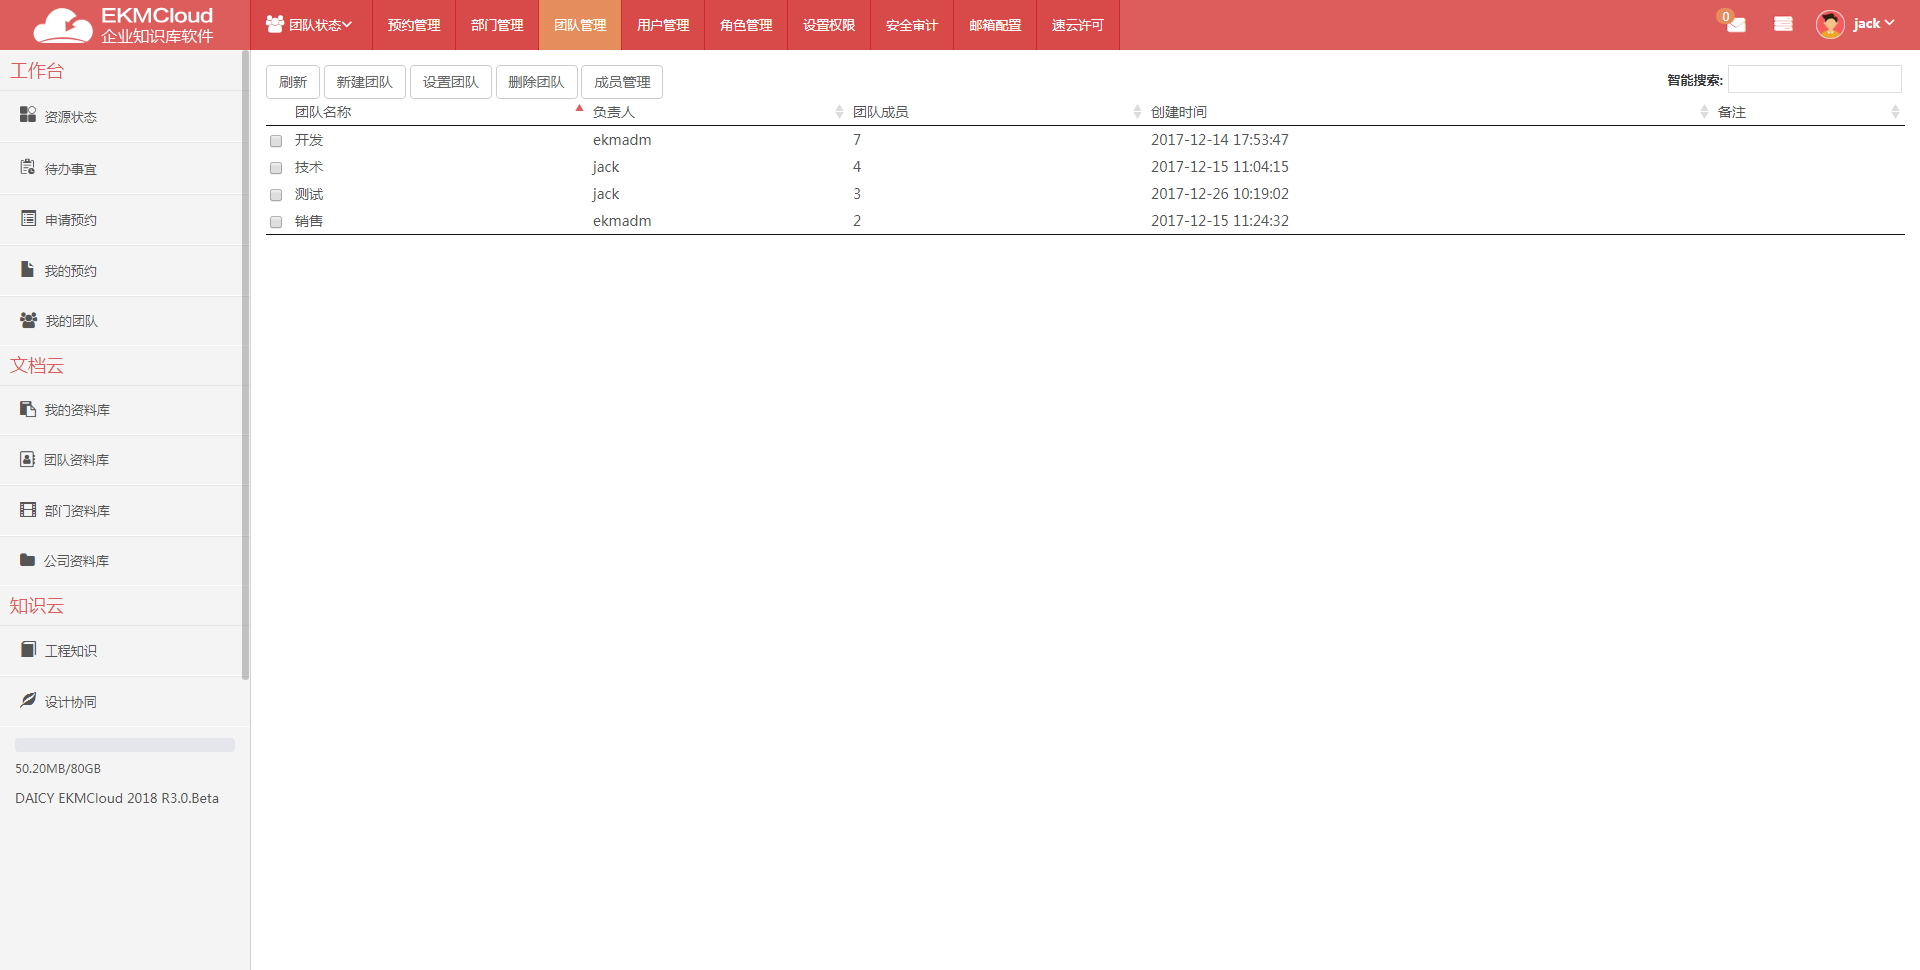 EKMCloud
企业知识库软件
团队状态 预约管理 部门管理 团队管理 用户管理 角色管理 设置权限 安全审计 邮箱配置 速云许可
0
jack
工作台
资源状态
待办事宜
申请预约
我的预约
我的团队
文档云
我的资料库
团队资料库
部门资料库
公司资料库
知识云
工程知识
设计协同
50.20MB/80GB
DAICY EKMCloud 2018 R3.0.Beta
刷新 新建团队 设置团队 删除团队 成员管理
智能搜索:
团队名称 负责人 团队成员 创建时间 备注
开发 ekmadm 7 2017-12-14 17:53:47
技术 jack 4 2017-12-15 11:04:15
测试 jack 3 2017-12-26 10:19:02
销售 ekmadm 2 2017-12-15 11:24:32